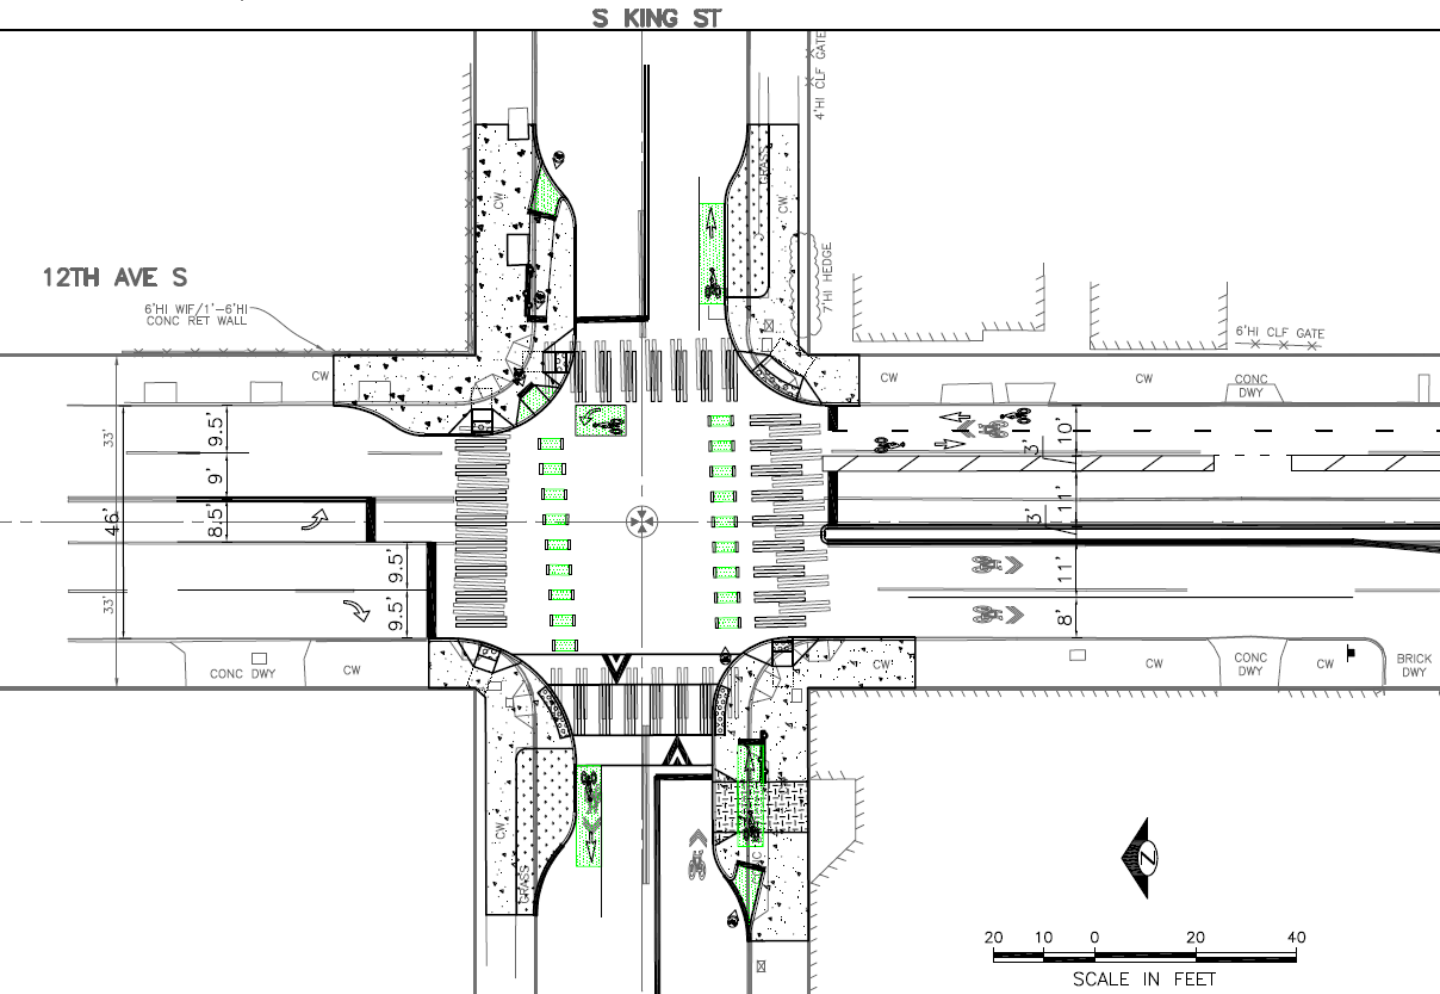 S KING ST
4'HI CLF GATE
GRASS
CW
CW
12TH AVE S
6'HI WIF/1'-6'HI
CONC RET WALL
7'HI HEDGE
6'HI CLF GATE
CW
CW
CW
CONC
DWY
33'
9.5'
9'
8.5'
46'
9.5'
9.5'
33'
10'
3'
11'
3'
11'
8'
CONC DWY
CW
CW
CW
CONC
DWY
CW
BRICK
DWY
CW
GRASS
Z
20 10 0 20 40
SCALE IN FEET